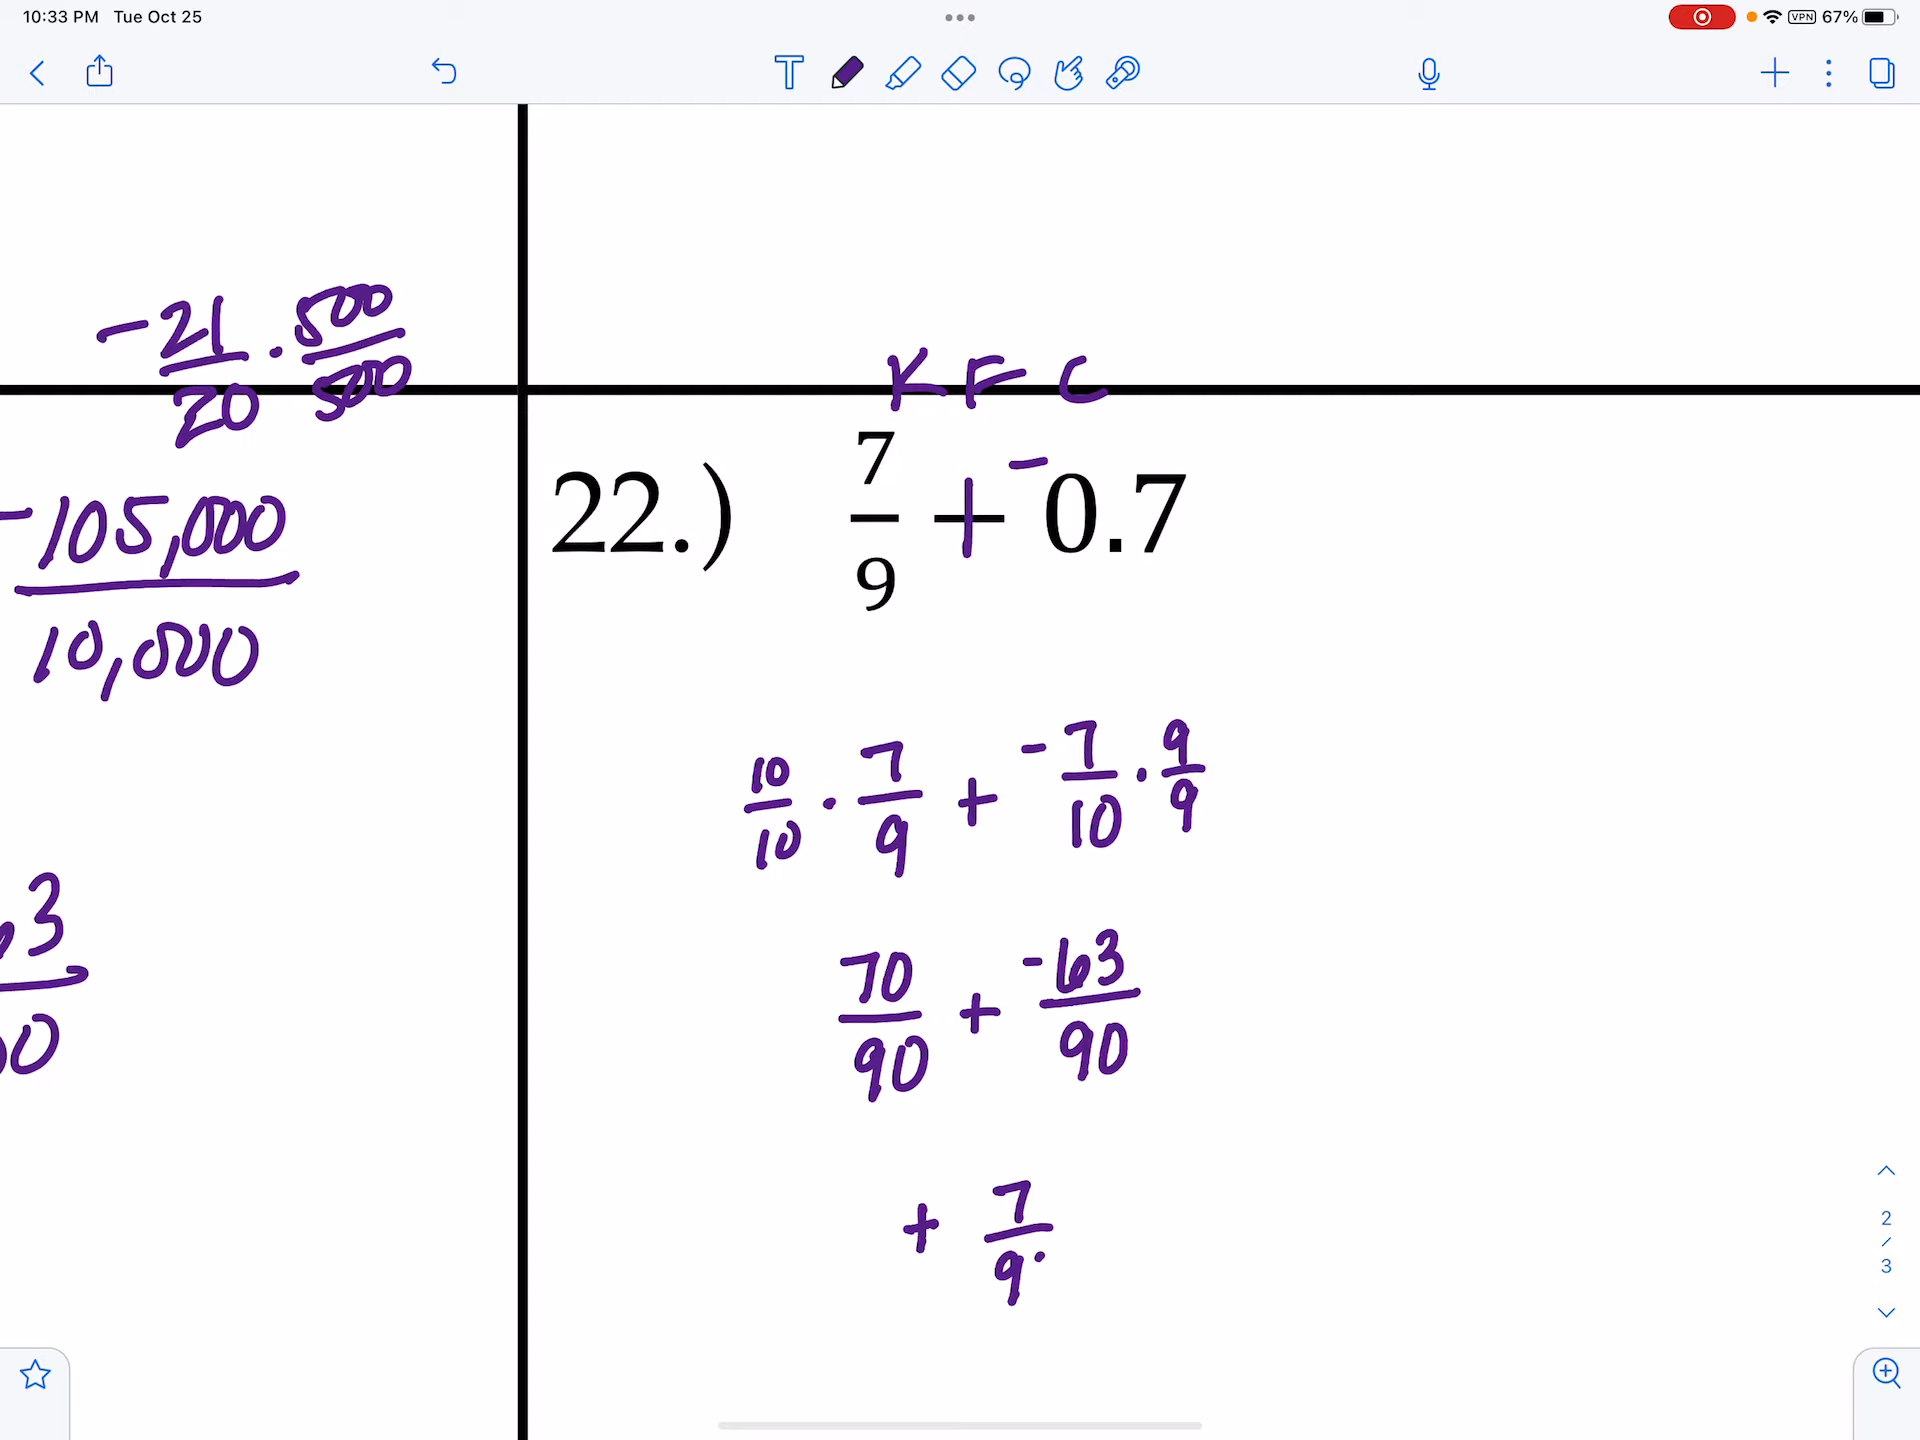 10:33 PM Tue Oct 25
VPN 67%
-21/20 · 500/500
-105,000/10,000
3
0
K F C
22.) 7/9 + -0.7
10/10 · 7/9 + -7/10 · 9/9
70/90 + -63/90
+ 7/9
2
/
3